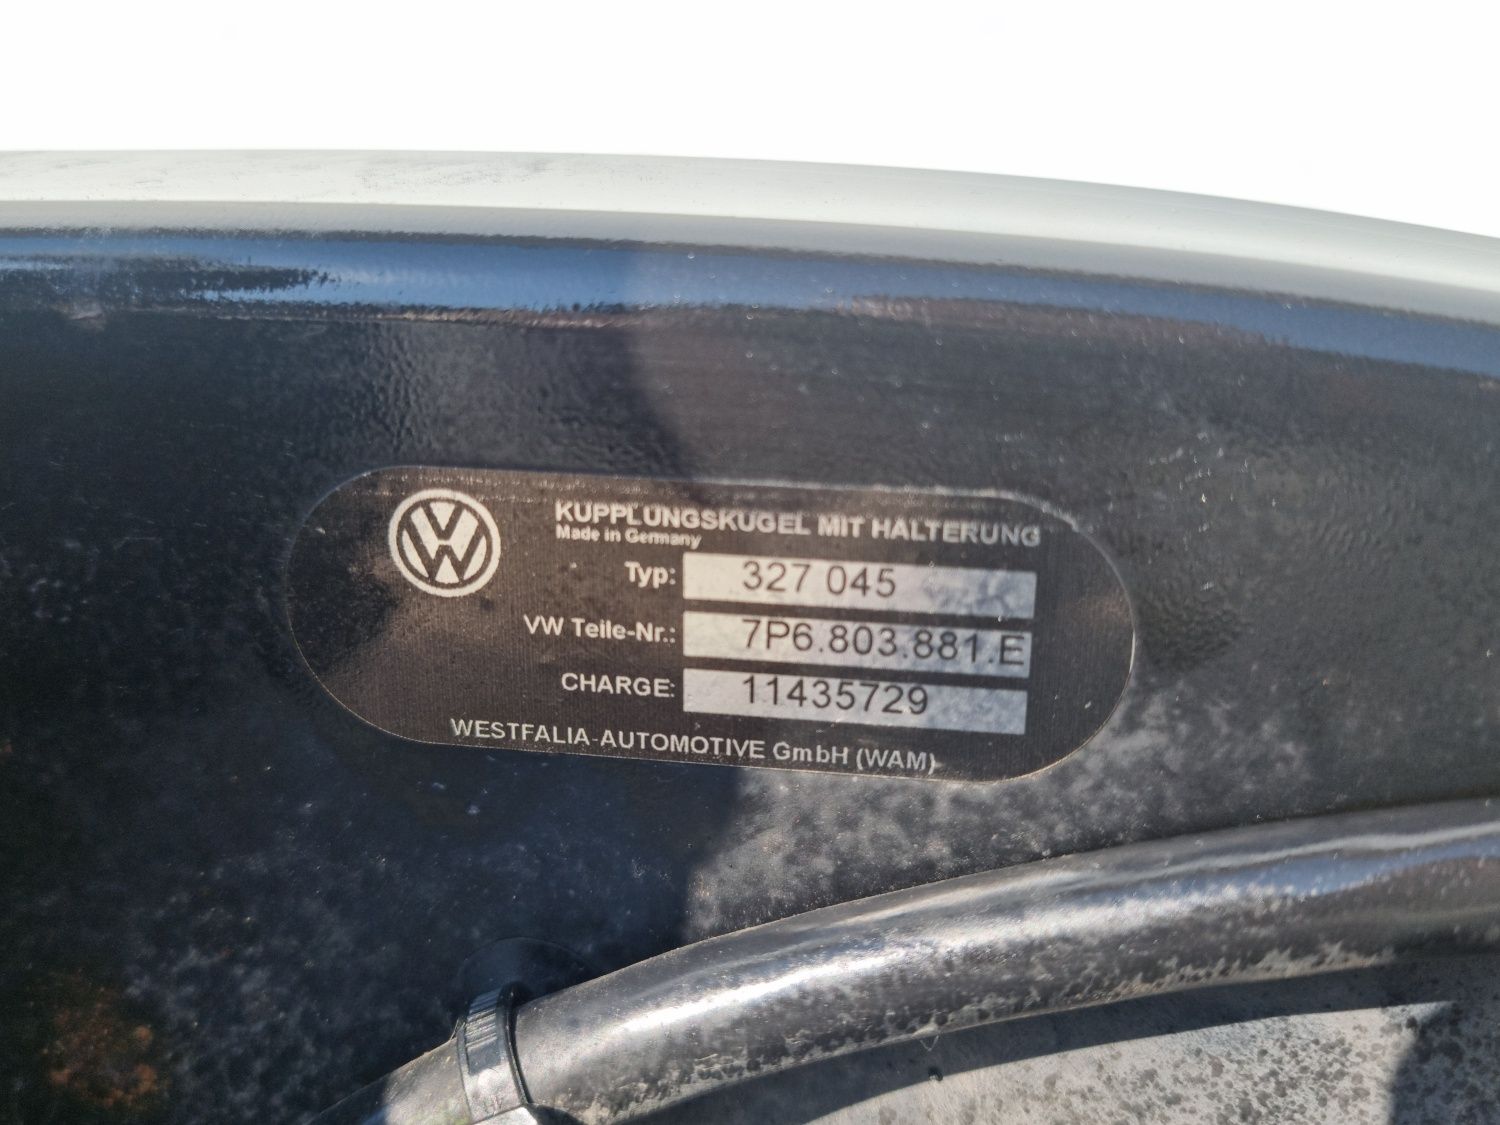 KUPPLUNGSKUGEL MIT HALTERUNG
Made in Germany
Typ: 327 045
VW Teile-Nr.: 7P6.803.881.E
CHARGE: 11435729
WESTFALIA-AUTOMOTIVE GmbH (WAM)